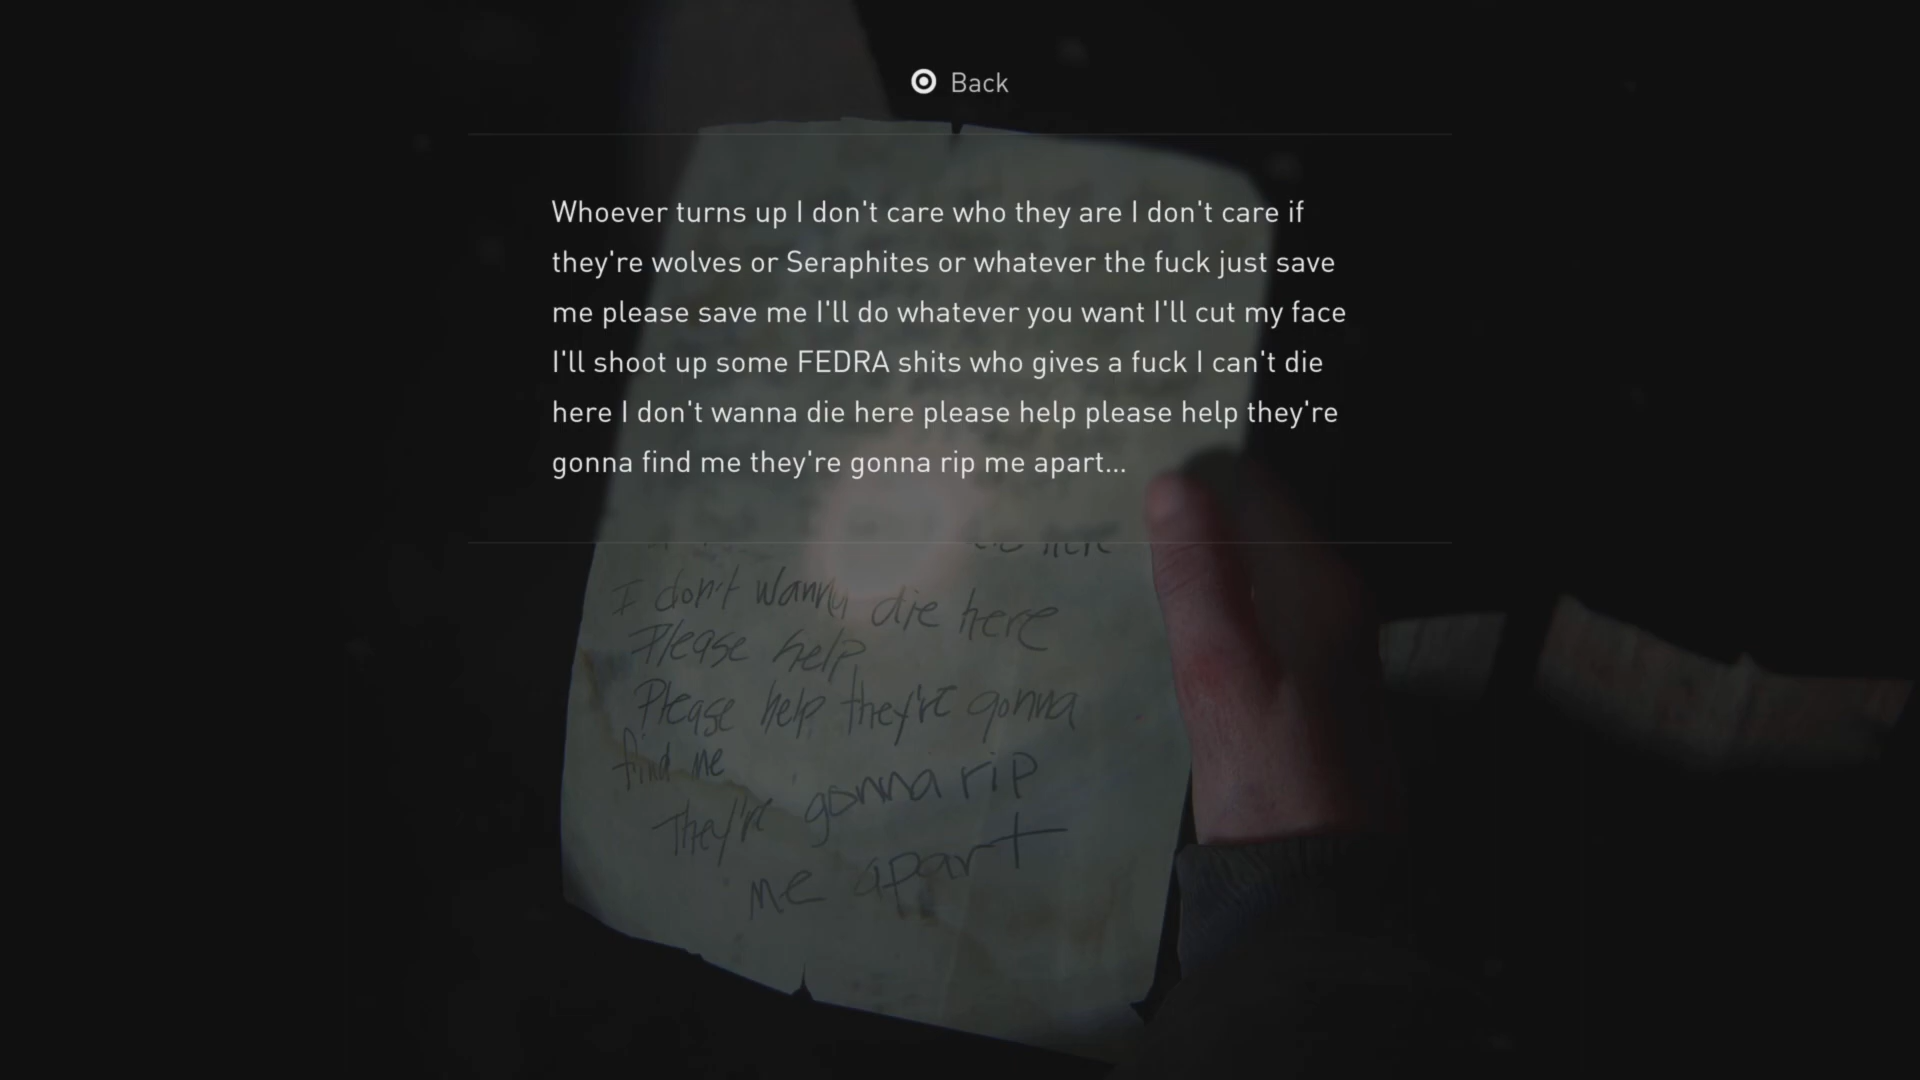 Back
Whoever turns up I don't care who they are I don't care if
they're wolves or Seraphites or whatever the fuck just save
me please save me I'll do whatever you want I'll cut my face
I'll shoot up some FEDRA shits who gives a fuck I can't die
here I don't wanna die here please help please help they're
gonna find me they're gonna rip me apart...
here
I don't wanna die here
Please help
Please help they're gonna
find me
They're gonna rip
me apart